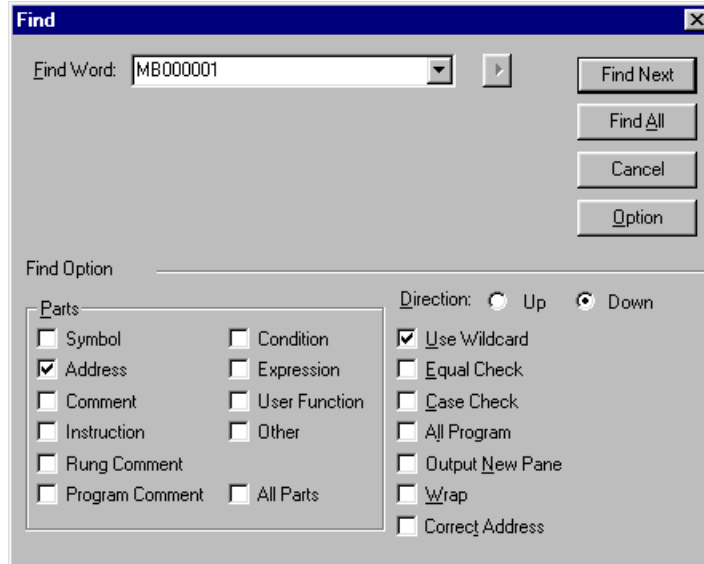 Find
Find Word: MB000001
Find Next
Find All
Cancel
Option
Find Option
Parts
Symbol
Condition
Address
Expression
Comment
User Function
Instruction
Other
Rung Comment
Program Comment
All Parts
Direction: Up Down
Use Wildcard
Equal Check
Case Check
All Program
Output New Pane
Wrap
Correct Address